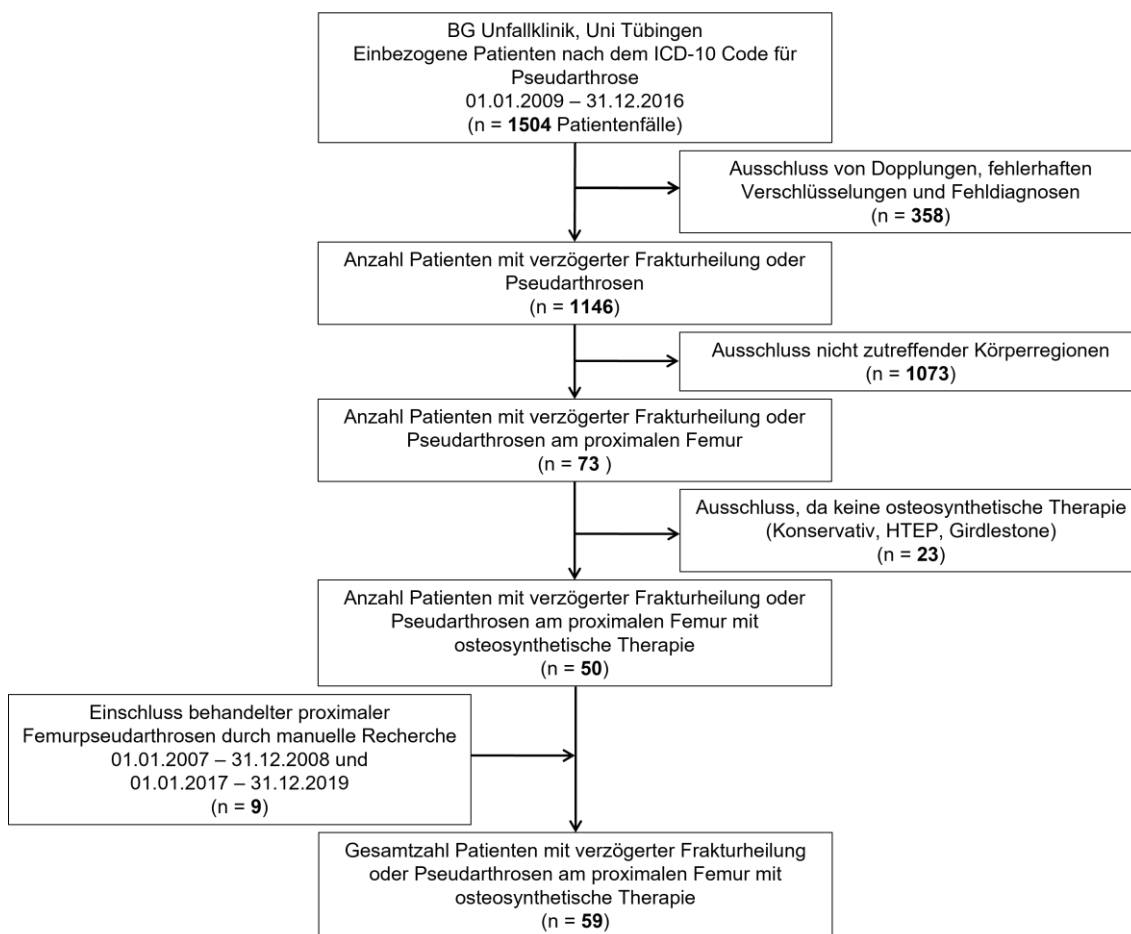 BG Unfallklinik, Uni Tübingen
Einbezogene Patienten nach dem ICD-10 Code für
Pseudarthrose
01.01.2009 – 31.12.2016
(n = 1504 Patientenfälle)
Ausschluss von Dopplungen, fehlerhaften
Verschlüsselungen und Fehldiagnosen
(n = 358)
Anzahl Patienten mit verzögerter Frakturheilung oder
Pseudarthrosen
(n = 1146)
Ausschluss nicht zutreffender Körperregionen
(n = 1073)
Anzahl Patienten mit verzögerter Frakturheilung oder
Pseudarthrosen am proximalen Femur
(n = 73 )
Ausschluss, da keine osteosynthetische Therapie
(Konservativ, HTEP, Girdlestone)
(n = 23)
Anzahl Patienten mit verzögerter Frakturheilung oder
Pseudarthrosen am proximalen Femur mit
osteosynthetische Therapie
(n = 50)
Einschluss behandelter proximaler
Femurpseudarthrosen durch manuelle Recherche
01.01.2007 – 31.12.2008 und
01.01.2017 – 31.12.2019
(n = 9)
Gesamtzahl Patienten mit verzögerter Frakturheilung
oder Pseudarthrosen am proximalen Femur mit
osteosynthetische Therapie
(n = 59)